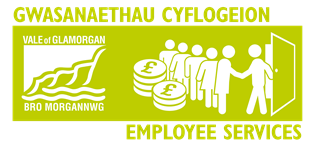 GWASANAETHAU CYFLOGEION
VALE of GLAMORGAN
BRO MORGANNWG
£
£
EMPLOYEE SERVICES